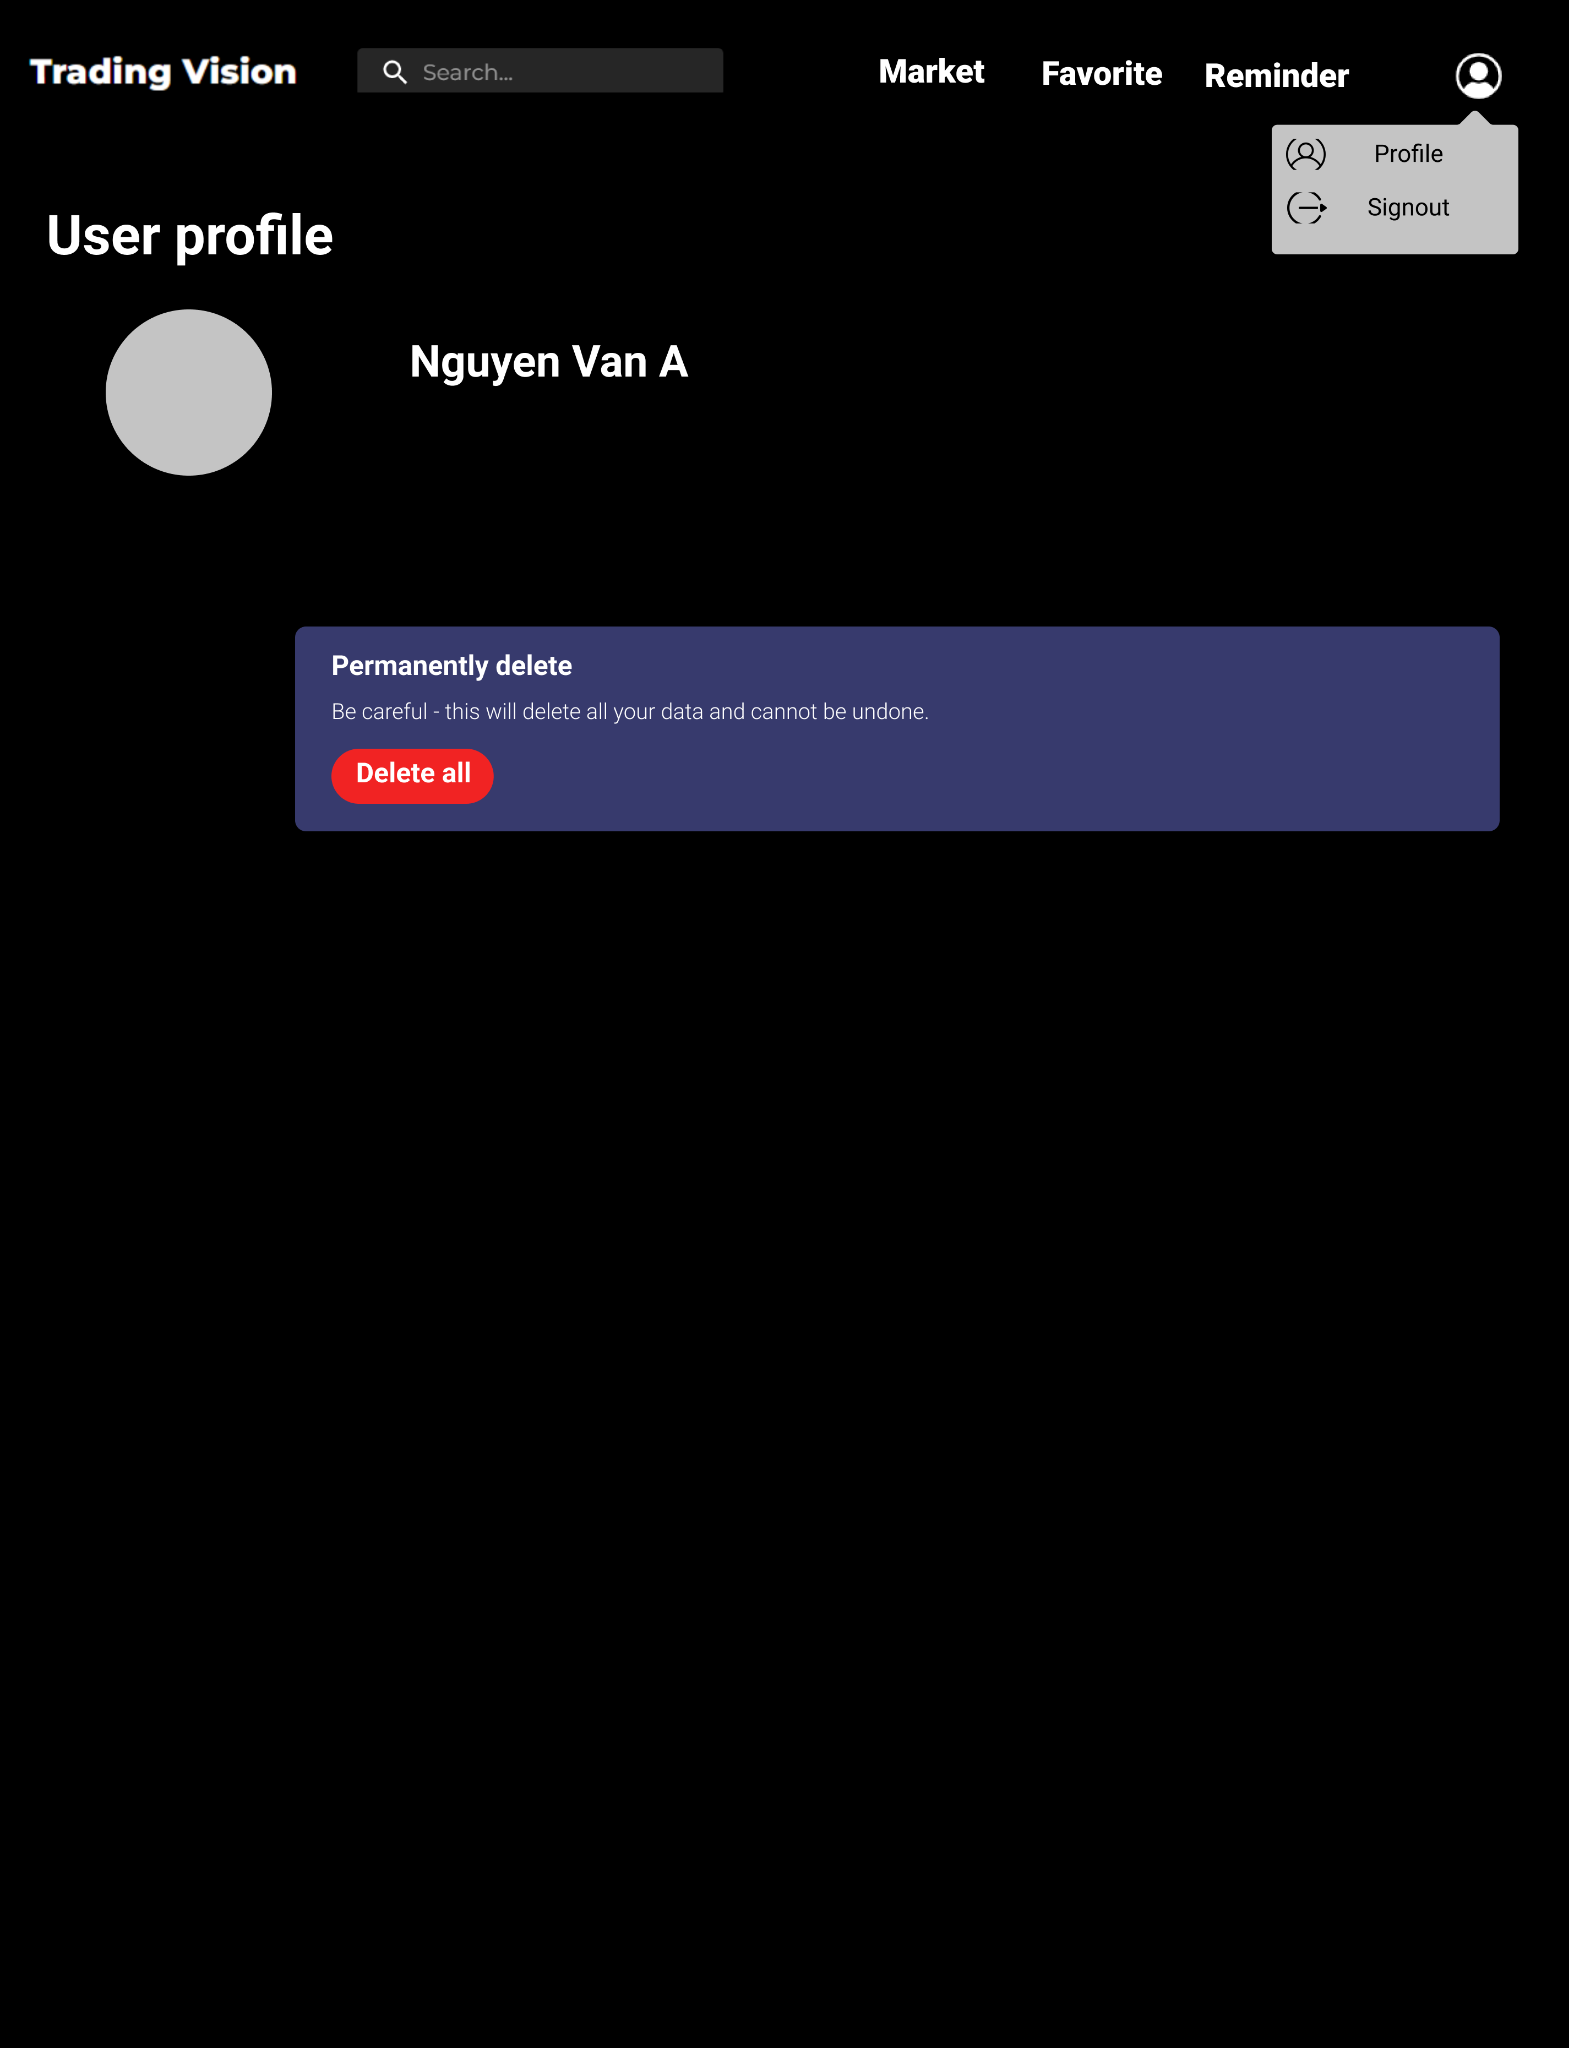 Trading Vision
Search...
Market
Favorite
Reminder
Profile
Signout
User profile
Nguyen Van A
Permanently delete
Be careful - this will delete all your data and cannot be undone.
Delete all